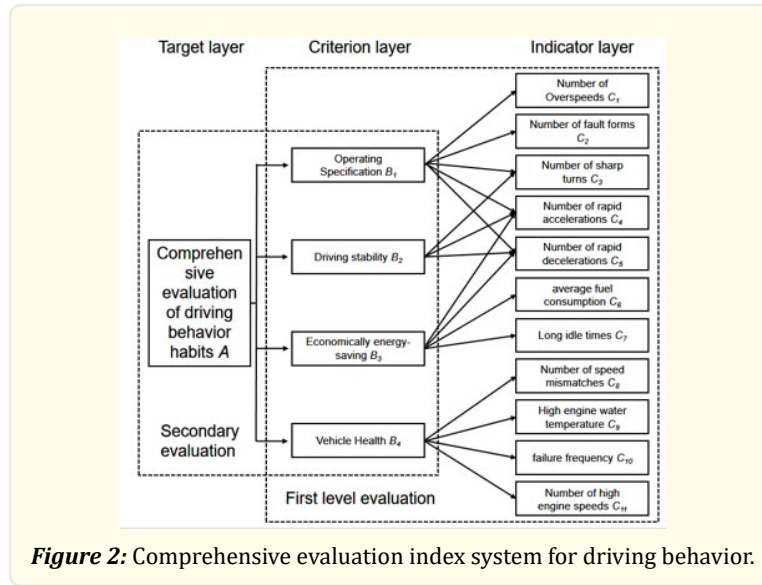 Target layer
Criterion layer
Indicator layer
Comprehen
sive
evaluation
of driving
behavior
habits A
Secondary
evaluation
Operating
Specification B₁
Driving stability B₂
Economically energy-
saving B₃
Vehicle Health B₄
First level evaluation
Number of
Overspeeds C₁
Number of fault forms
C₂
Number of sharp
turns C₃
Number of rapid
accelerations C₄
Number of rapid
decelerations C₅
average fuel
consumption C₆
Long idle times C₇
Number of speed
mismatches C₈
High engine water
temperature C₉
failure frequency C₁₀
Number of high
engine speeds C₁₁
Figure 2: Comprehensive evaluation index system for driving behavior.